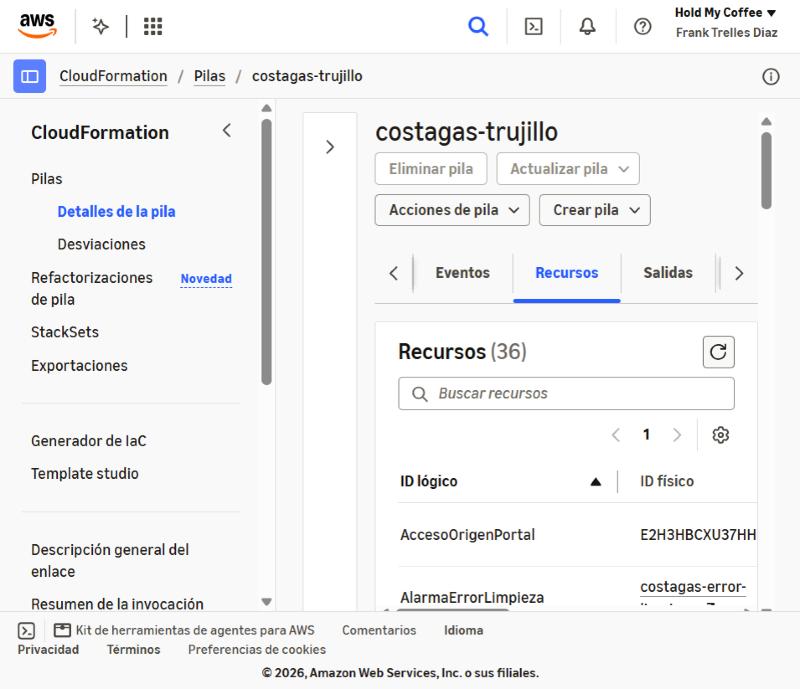 aws
Hold My Coffee
Frank Trelles Diaz
CloudFormation / Pilas / costagas-trujillo
CloudFormation
Pilas
Detalles de la pila
Desviaciones
Refactorizaciones de pila
Novedad
StackSets
Exportaciones
Generador de IaC
Template studio
Descripción general del
enlace
Resumen de la invocación
costagas-trujillo
Eliminar pila
Actualizar pila
Acciones de pila
Crear pila
Eventos
Recursos
Salidas
Recursos (36)
Buscar recursos
1
ID lógico
ID físico
AccesoOrigenPortal
E2H3HBCXU37HH
AlarmaErrorLimpieza
costagas-error-
Kit de herramientas de agentes para AWS
Comentarios
Idioma
Privacidad
Términos
Preferencias de cookies
© 2026, Amazon Web Services, Inc. o sus filiales.